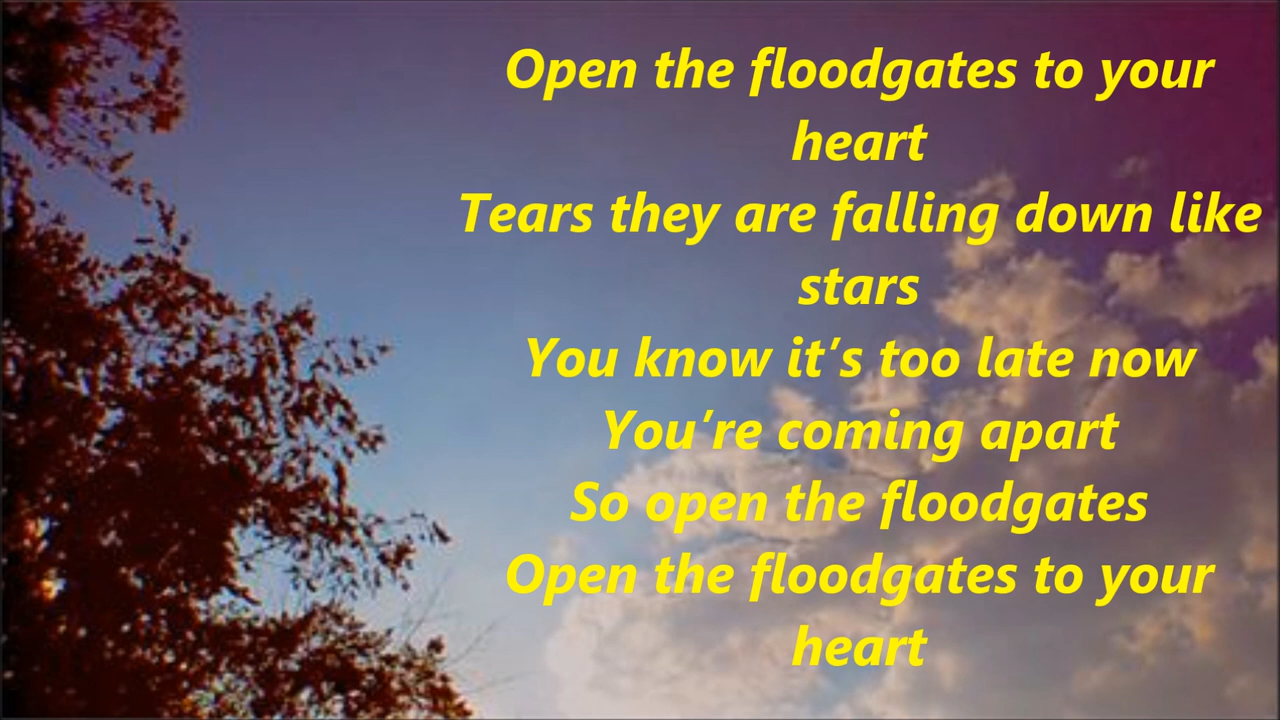 Open the floodgates to your
heart
Tears they are falling down like
stars
You know it’s too late now
You’re coming apart
So open the floodgates
Open the floodgates to your
heart